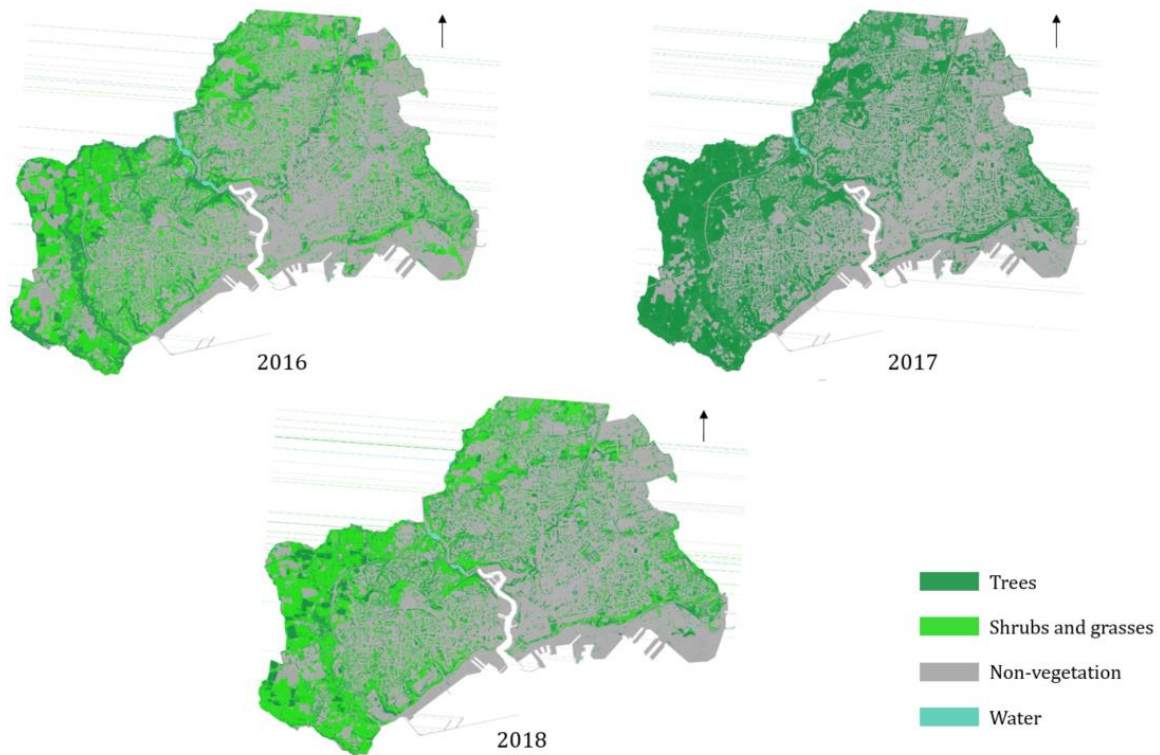 2016
2017
2018
Trees
Shrubs and grasses
Non-vegetation
Water